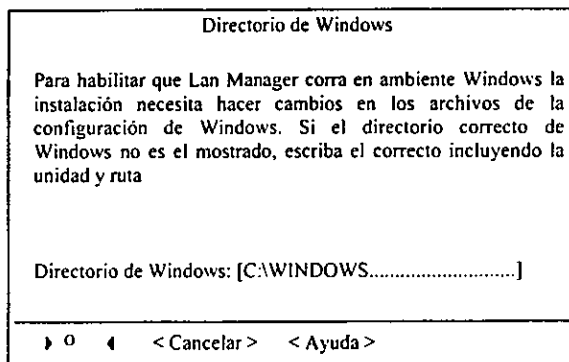 Directorio de Windows
Para habilitar que Lan Manager corra en ambiente Windows la
instalación necesita hacer cambios en los archivos de la
configuración de Windows. Si el directorio correcto de
Windows no es el mostrado, escriba el correcto incluyendo la
unidad y ruta
Directorio de Windows: [C:\WINDOWS............................]
O < Cancelar > < Ayuda >